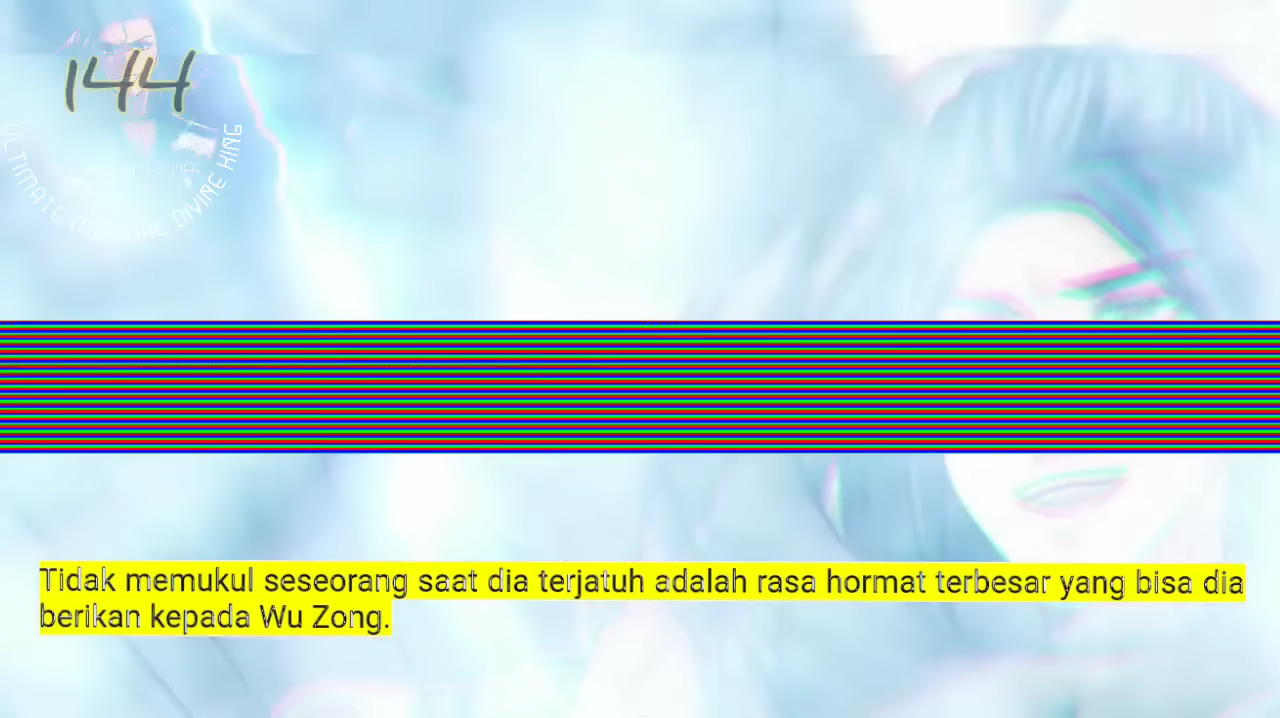 144
ULTIMATE MARTIAL DIVINE KING
Tidak memukul seseorang saat dia terjatuh adalah rasa hormat terbesar yang bisa dia
berikan kepada Wu Zong.